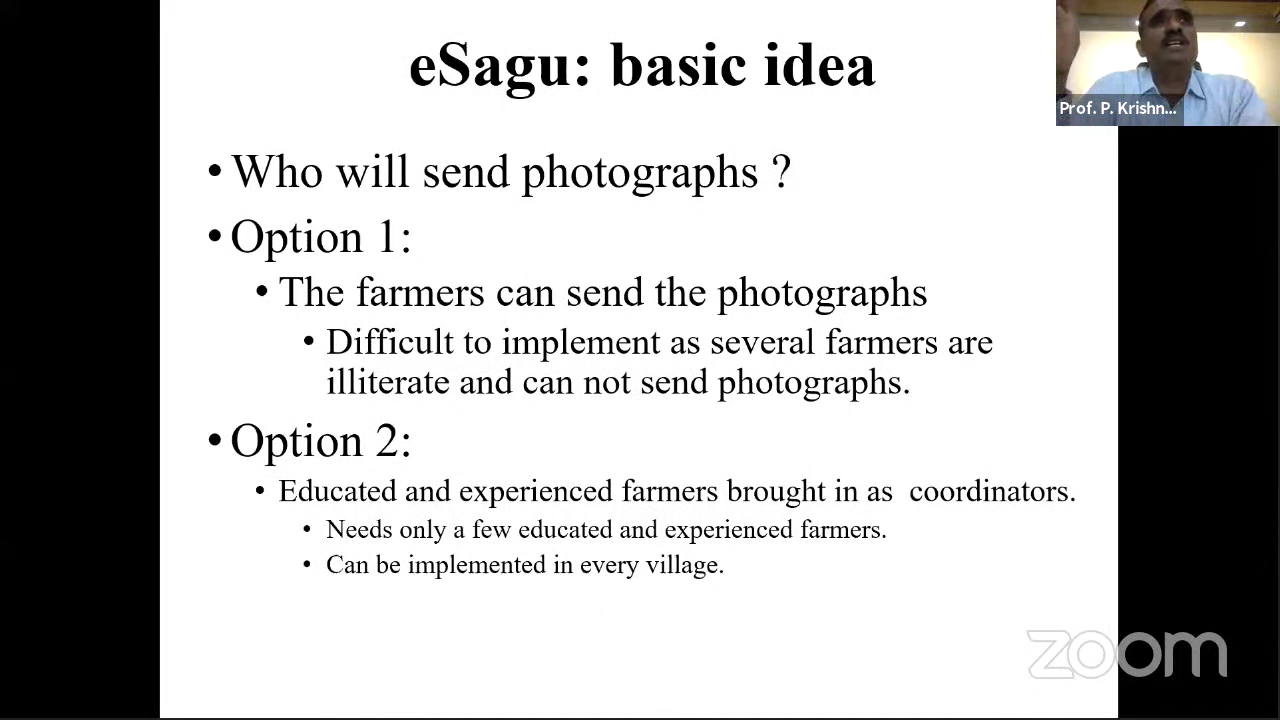 eSagu: basic idea
Prof. P. Krishn...
• Who will send photographs ?
• Option 1:
• The farmers can send the photographs
• Difficult to implement as several farmers are
illiterate and can not send photographs.
• Option 2:
• Educated and experienced farmers brought in as  coordinators.
• Needs only a few educated and experienced farmers.
• Can be implemented in every village.
zoom